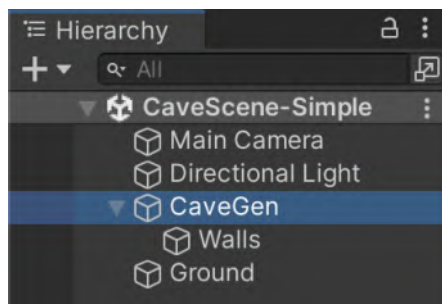 Hierarchy
All
CaveScene-Simple
Main Camera
Directional Light
CaveGen
Walls
Ground